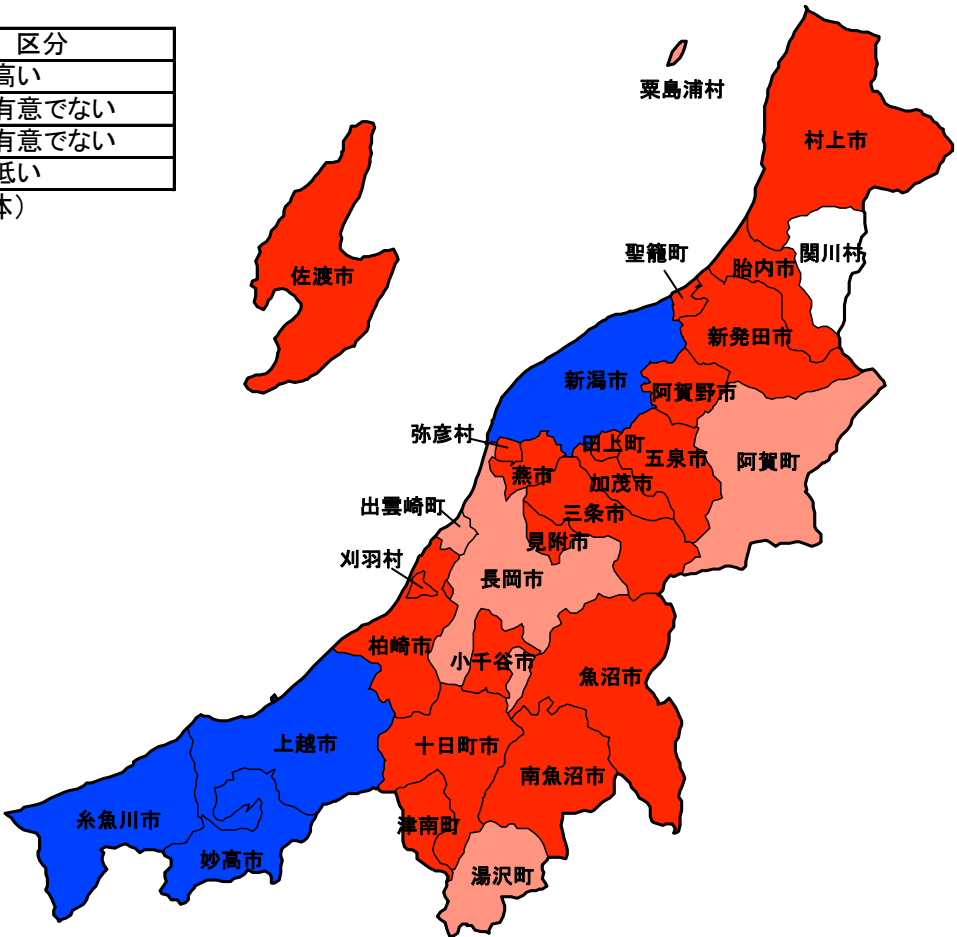 区分
高い
有意でない
有意でない
低い
体）
粟島浦村
村上市
関川村
聖籠町
胎内市
佐渡市
新発田市
新潟市
阿賀野市
弥彦村
田上町
五泉市
阿賀町
燕市
加茂市
出雲崎町
三条市
見附市
刈羽村
長岡市
柏崎市
小千谷市
魚沼市
上越市
十日町市
南魚沼市
糸魚川市
津南町
妙高市
湯沢町